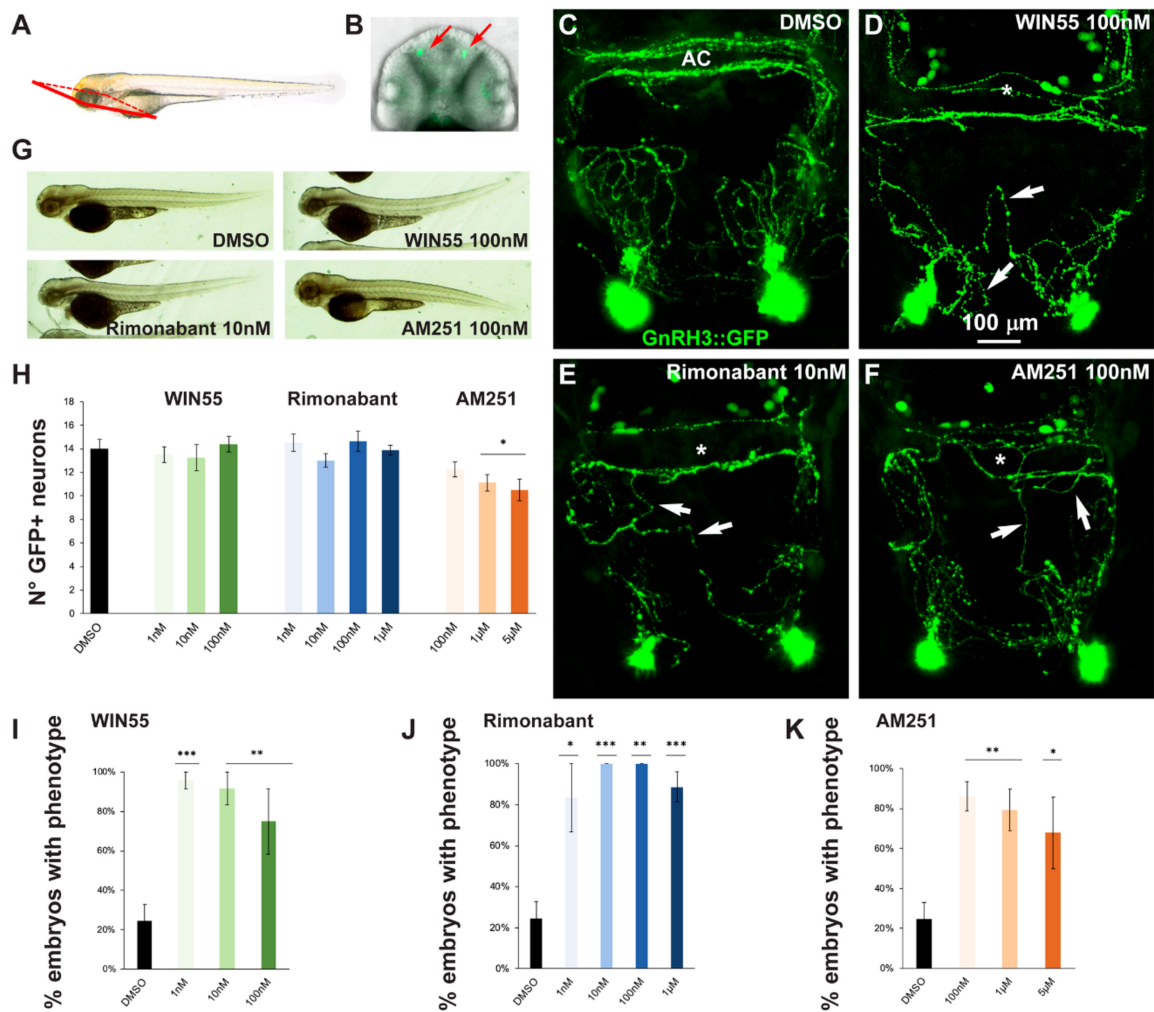 A
B
C
DMSO
AC
D
WIN55 100nM
*
100 μm
G
DMSO
WIN55 100nM
Rimonabant 10nM
AM251 100nM
GnRH3::GFP
E
Rimonabant 10nM
*
F
AM251 100nM
*
H
WIN55
Rimonabant
AM251
*
N° GFP+ neurons
18
16
14
12
10
8
6
4
2
0
DMSO
1nM
10nM
100nM
1nM
10nM
100nM
1μM
100nM
1μM
5μM
I
WIN55
% embryos with phenotype
***
**
100%
80%
60%
40%
20%
0%
DMSO
1nM
10nM
100nM
J
Rimonabant
% embryos with phenotype
*
***
**
***
100%
80%
60%
40%
20%
0%
DMSO
1nM
10nM
100nM
1μM
K
AM251
% embryos with phenotype
**
*
100%
80%
60%
40%
20%
0%
DMSO
100nM
1μM
5μM